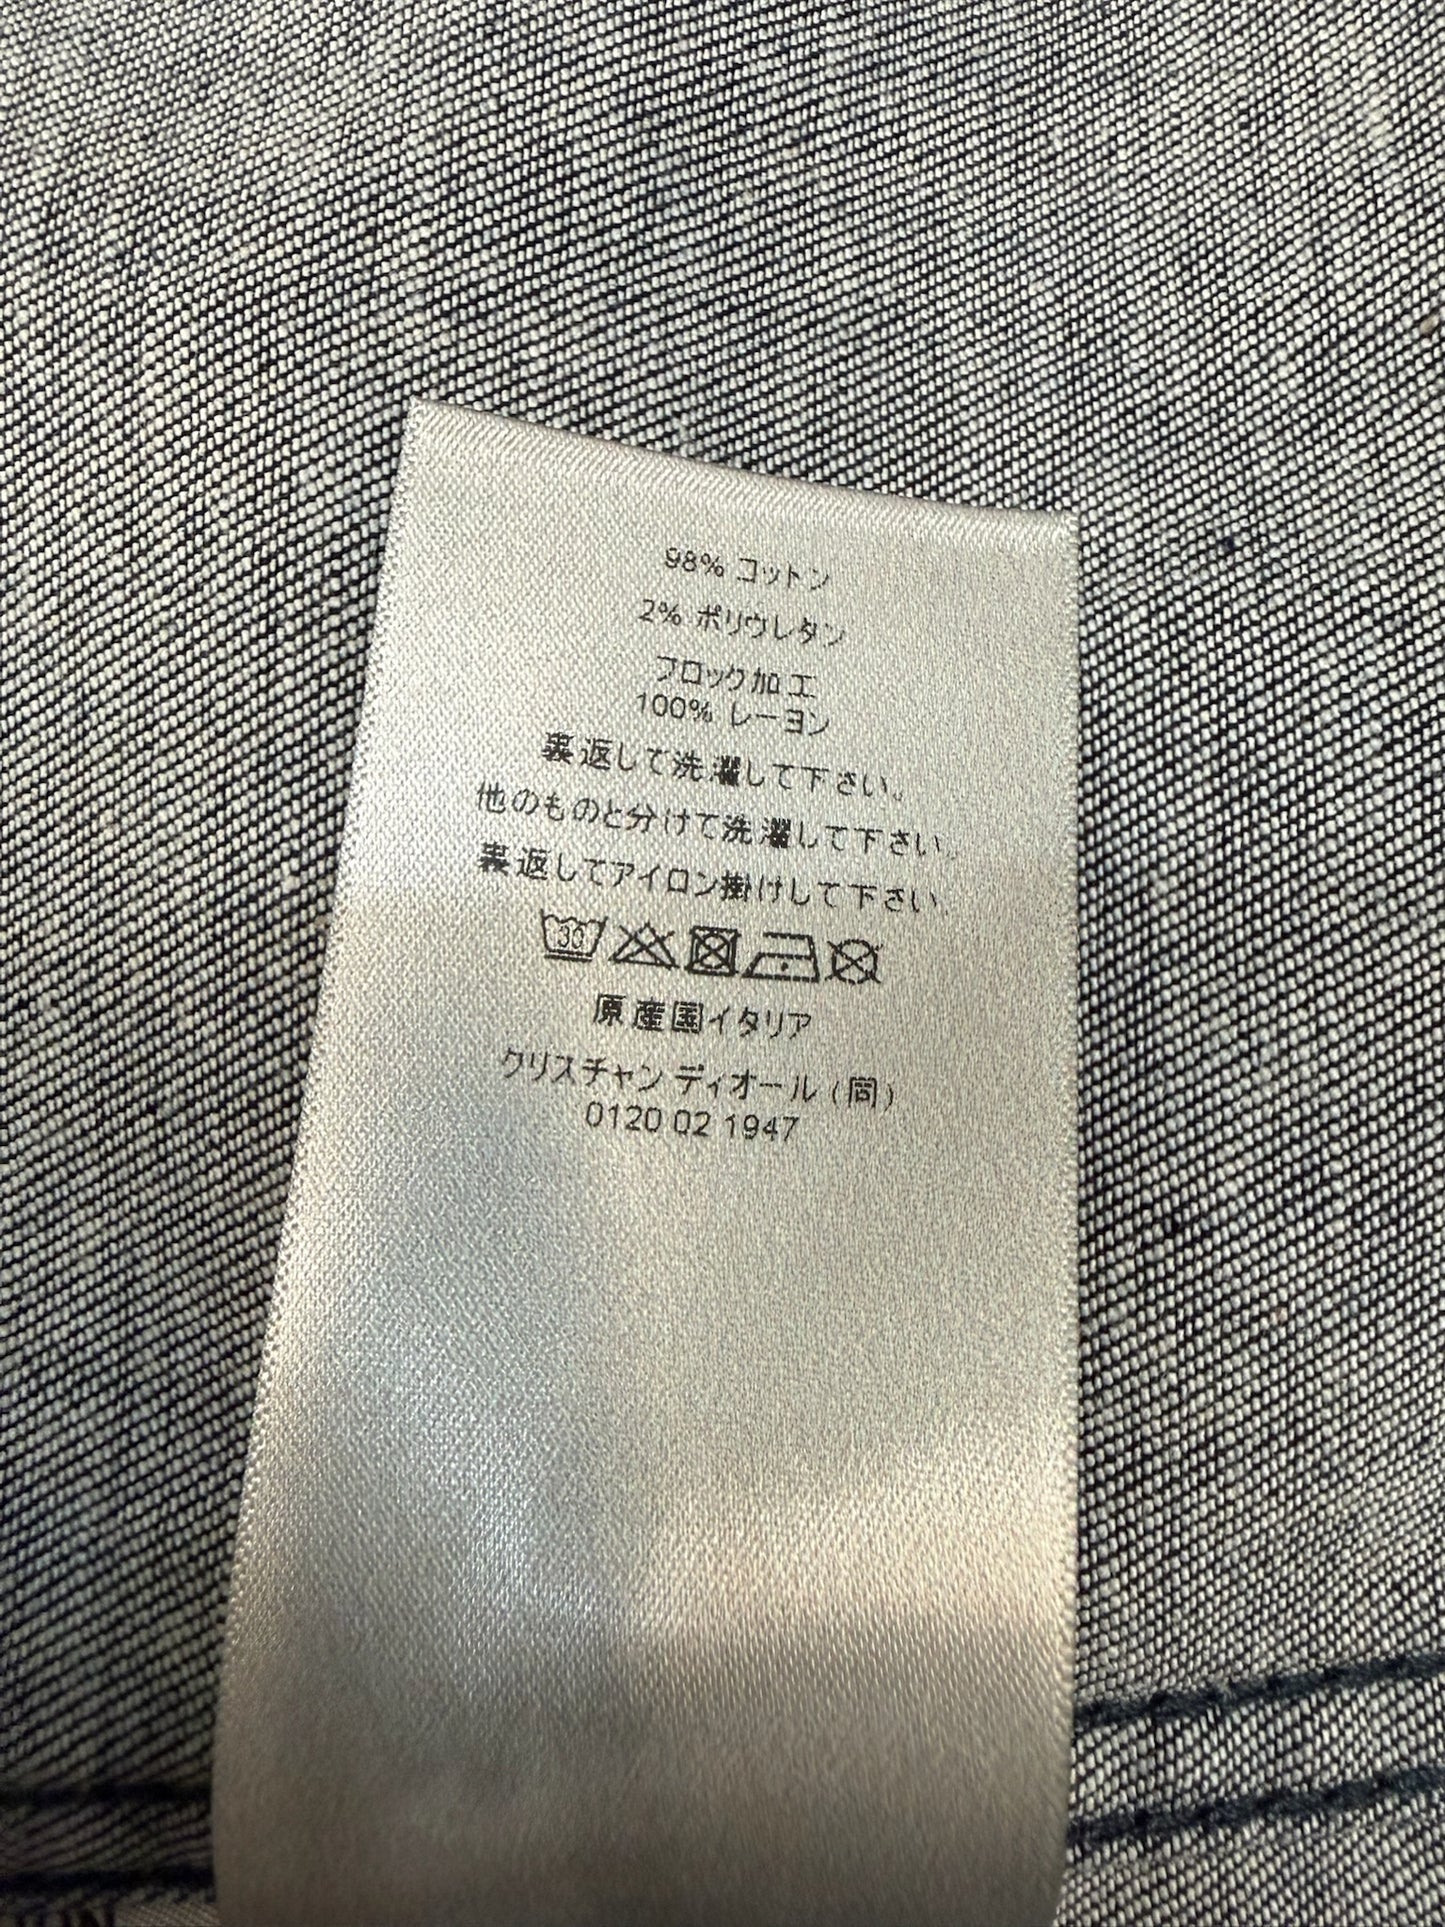 98% コットン
2% ポリウレタン
フロック加工
100% レーヨン
裏返して洗濯して下さい。
他のものと分けて洗濯して下さい。
裏返してアイロン掛けして下さい。
30
原産国イタリア
クリスチャン ディオール (同)
0120 02 1947